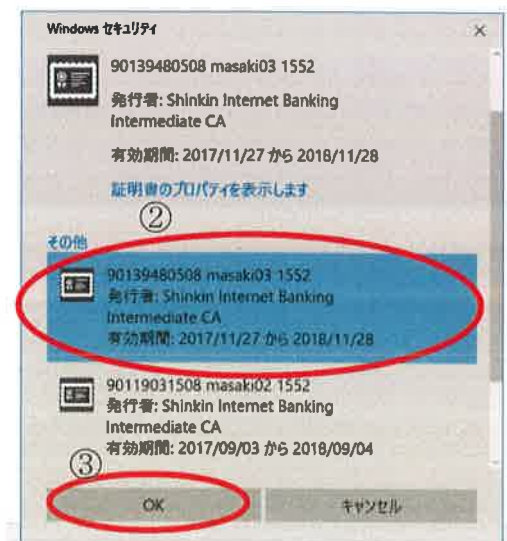 Windows セキュリティ
90139480508 masaki03 1552
発行者: Shinkin Internet Banking
Intermediate CA
有効期間: 2017/11/27 から 2018/11/28
証明書のプロパティを表示します
②
その他
90139480508 masaki03 1552
発行者: Shinkin Internet Banking
Intermediate CA
有効期間: 2017/11/27 から 2018/11/28
90119031508 masaki02 1552
発行者: Shinkin Internet Banking
Intermediate CA
有効期間: 2017/09/03 から 2018/09/04
③
OK
キャンセル